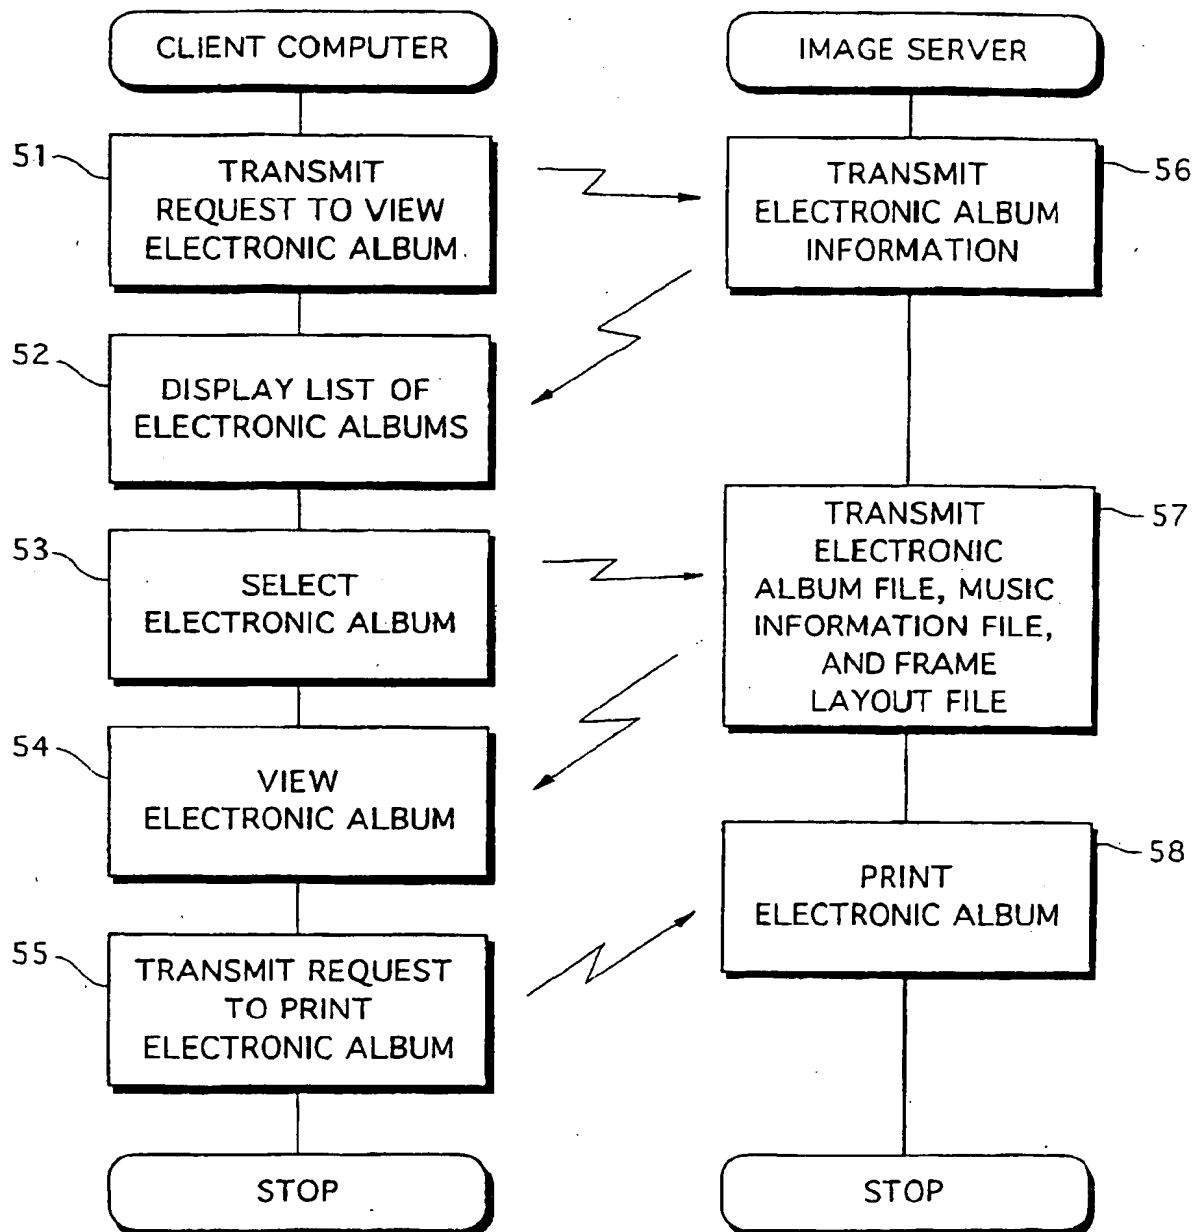 CLIENT COMPUTER
51
TRANSMIT
REQUEST TO VIEW
ELECTRONIC ALBUM
52
DISPLAY LIST OF
ELECTRONIC ALBUMS
53
SELECT
ELECTRONIC ALBUM
54
VIEW
ELECTRONIC ALBUM
55
TRANSMIT REQUEST
TO PRINT
ELECTRONIC ALBUM
STOP
IMAGE SERVER
56
TRANSMIT
ELECTRONIC ALBUM
INFORMATION
57
TRANSMIT
ELECTRONIC
ALBUM FILE, MUSIC
INFORMATION FILE,
AND FRAME
LAYOUT FILE
58
PRINT
ELECTRONIC ALBUM
STOP